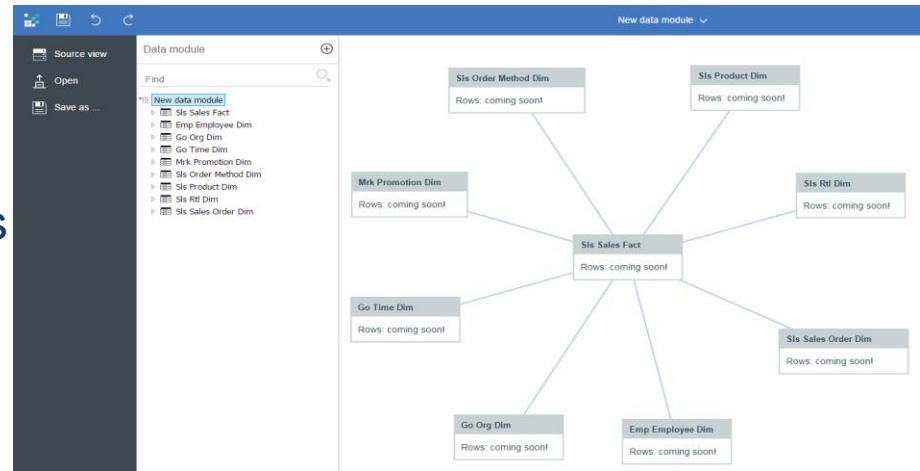 New data module
Source view
Open
Save as ...
Data module
Find
New data module
Sls Sales Fact
Emp Employee Dim
Go Org Dim
Go Time Dim
Mrk Promotion Dim
Sls Order Method Dim
Sls Product Dim
Sls Rtl Dim
Sls Sales Order Dim
s
Sls Order Method Dim
Rows: coming soon!
Sls Product Dim
Rows: coming soon!
Mrk Promotion Dim
Rows: coming soon!
Sls Rtl Dim
Rows: coming soon!
Sls Sales Fact
Rows: coming soon!
Go Time Dim
Rows: coming soon!
Sls Sales Order Dim
Rows: coming soon!
Go Org Dim
Rows: coming soon!
Emp Employee Dim
Rows: coming soon!